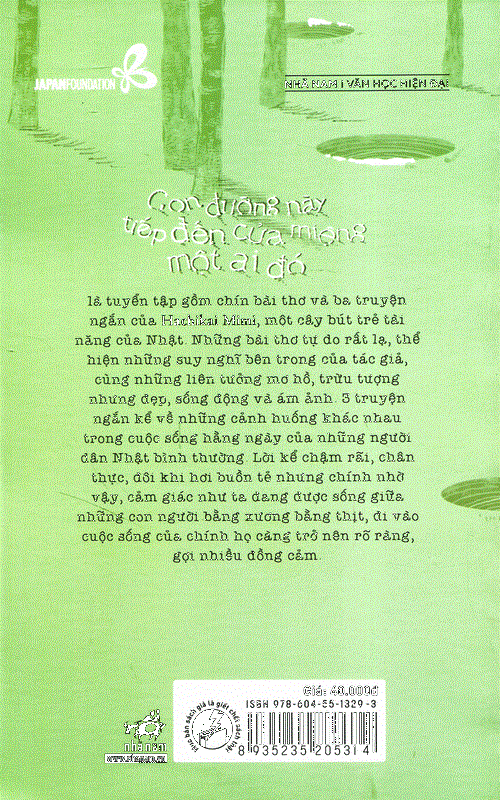 JAPANFOUNDATION
NHÃ NAM | VĂN HỌC HIỆN ĐẠI
Con đường này
tiếp đến cửa miệng
một ai đó
là tuyển tập gồm chín bài thơ và ba truyện
ngắn của Hachikai Mimi, một cây bút trẻ tài
năng của Nhật. Những bài thơ tự do rất lạ, thể
hiện những suy nghĩ bên trong của tác giả,
cùng những liên tưởng mơ hồ, trừu tượng
nhưng đẹp, sống động và ám ảnh. 3 truyện
ngắn kể về những cảnh huống khác nhau
trong cuộc sống hằng ngày của những người
dân Nhật bình thường. Lời kể chậm rãi, chân
thực, đôi khi hơi buồn tẻ nhưng chính nhờ
vậy, cảm giác như ta đang được sống giữa
những con người bằng xương bằng thịt, đi vào
cuộc sống của chính họ càng trở nên rõ ràng,
gợi nhiều đồng cảm.
Giá: 40.000đ
ISBN 978-604-55-1329-3
mua bán sách giả là giết chết sách thật
8 935235 205314
nhã nam